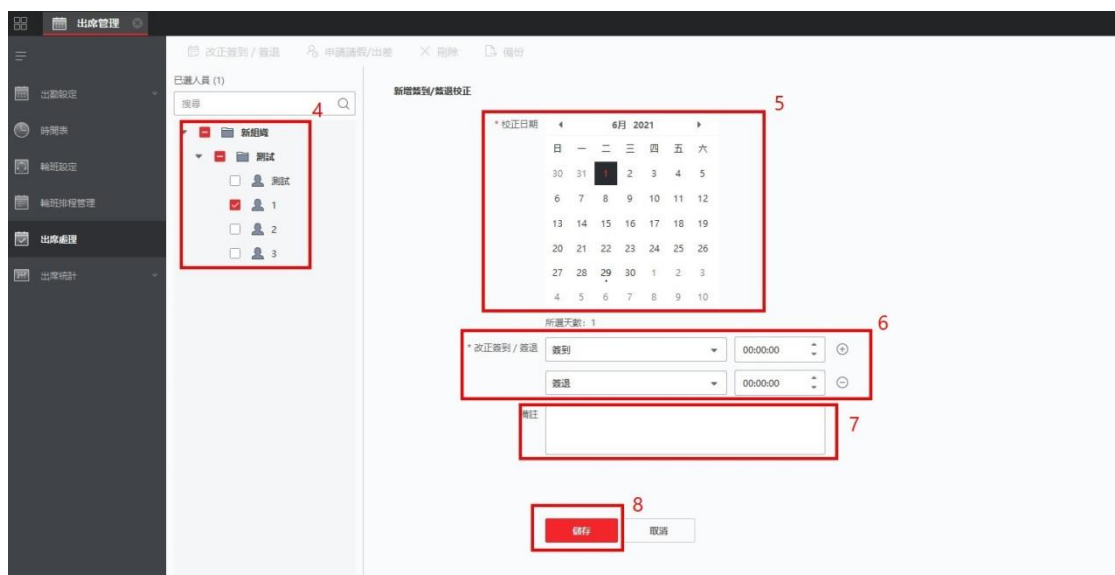 出席管理
改正簽到 / 簽退 申請請假/出差 刪除 備份
出勤設定
時間表
輪班設定
輪班排程管理
出席處理
出席統計
已選人員 (1)
搜尋
4
新組織
測試
測試
1
2
3
新增簽到/簽退校正
5
* 校正日期
6月 2021
日 一 二 三 四 五 六
30 31 1 2 3 4 5
6 7 8 9 10 11 12
13 14 15 16 17 18 19
20 21 22 23 24 25 26
27 28 29 30 1 2 3
4 5 6 7 8 9 10
所選天數: 1
6
* 改正簽到 / 簽退 簽到 00:00:00
簽退 00:00:00
備註
7
8
儲存 取消